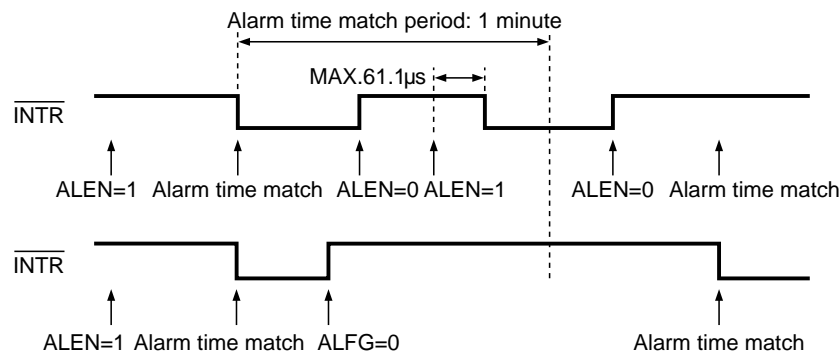 Alarm time match period: 1 minute
MAX.61.1µs
INTR
ALEN=1 Alarm time match ALEN=0 ALEN=1 ALEN=0 Alarm time match
INTR
ALEN=1 Alarm time match ALFG=0 Alarm time match